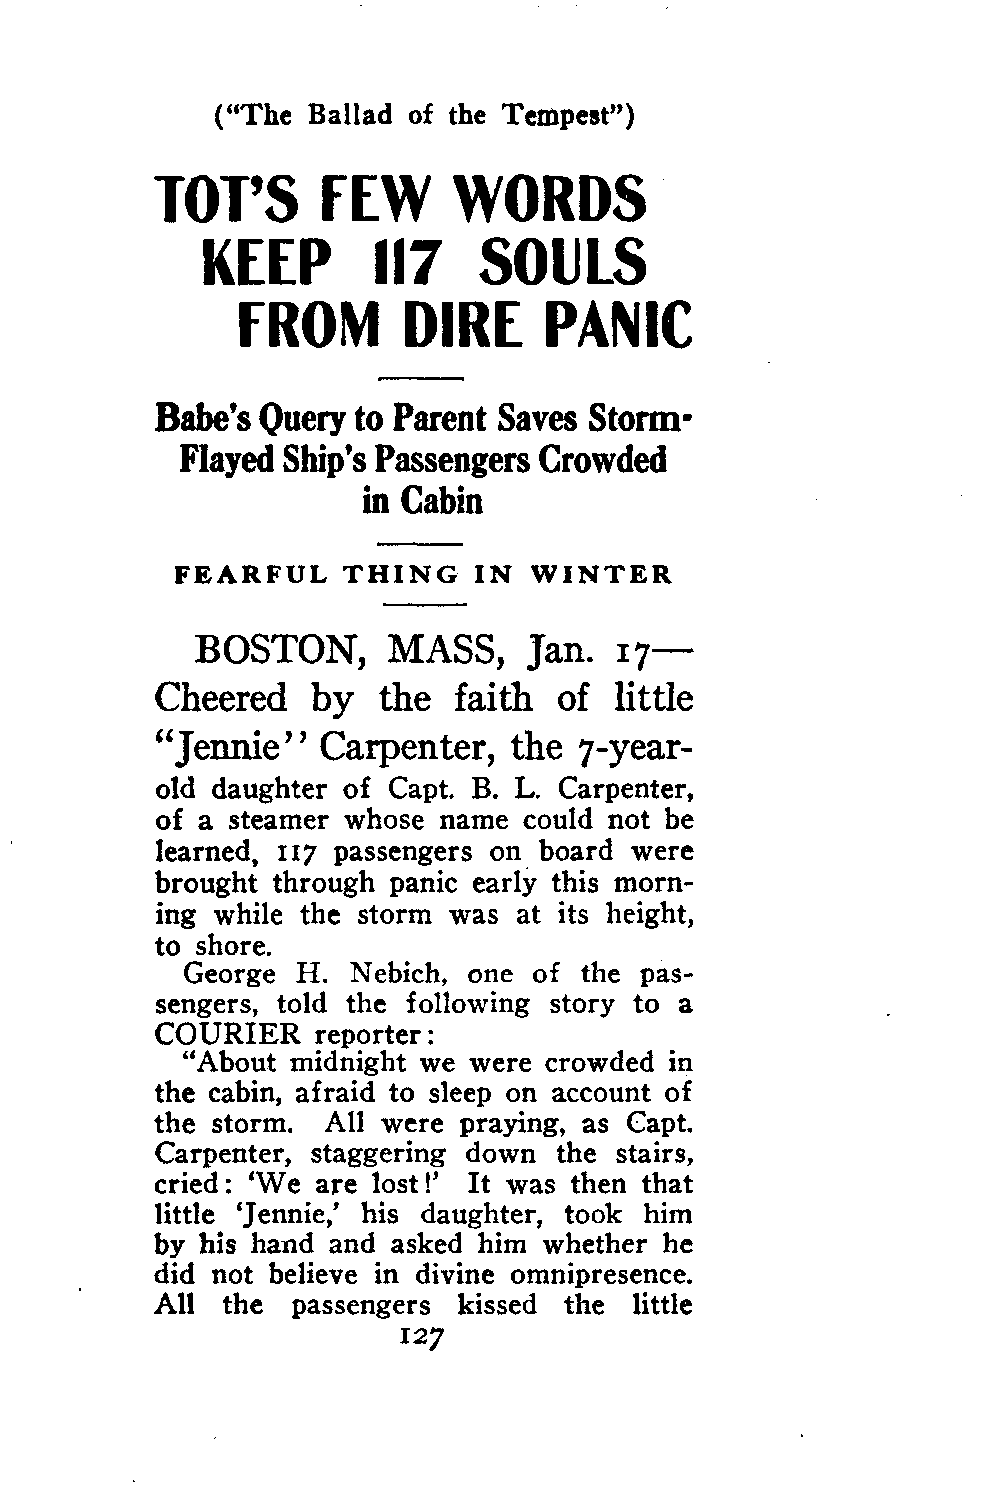 ("The Ballad of the Tempest")
TOT'S FEW WORDS
KEEP 117 SOULS
FROM DIRE PANIC
Babe's Query to Parent Saves Storm-
Flayed Ship's Passengers Crowded
in Cabin
FEARFUL THING IN WINTER
BOSTON, MASS, Jan. 17—
Cheered by the faith of little
"Jennie" Carpenter, the 7-year-
old daughter of Capt. B. L. Carpenter,
of a steamer whose name could not be
learned, 117 passengers on board were
brought through panic early this morn-
ing while the storm was at its height,
to shore.
George H. Nebich, one of the pas-
sengers, told the following story to a
COURIER reporter:
"About midnight we were crowded in
the cabin, afraid to sleep on account of
the storm. All were praying, as Capt.
Carpenter, staggering down the stairs,
cried: 'We are lost!' It was then that
little 'Jennie,' his daughter, took him
by his hand and asked him whether he
did not believe in divine omnipresence.
All the passengers kissed the little
127